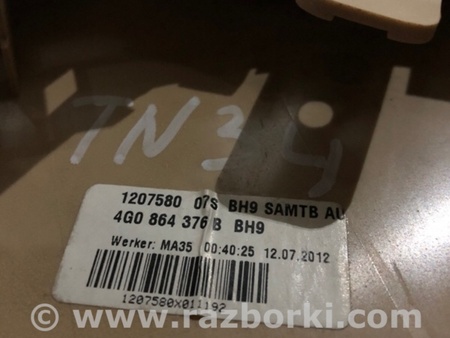 TN34
1207580 07S BH9 SAMTB AU
4G0 864 376 B BH9
Werker: MA35 00:40:25 12.07.2012
1207580X011192
© www.razborki.com